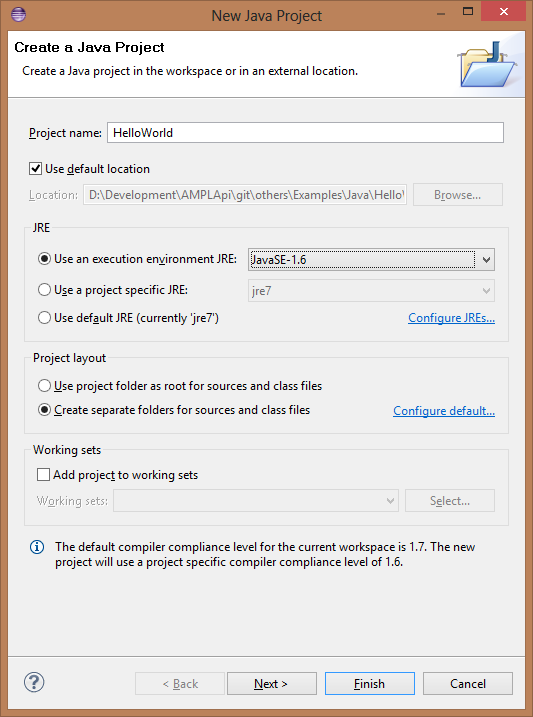 New Java Project
Create a Java Project
Create a Java project in the workspace or in an external location.
Project name: HelloWorld
Use default location
Location: D:\Development\AMPLApi\git\others\Examples\Java\Hello Browse...
JRE
Use an execution environment JRE: JavaSE-1.6
Use a project specific JRE: jre7
Use default JRE (currently 'jre7') Configure JREs...
Project layout
Use project folder as root for sources and class files
Create separate folders for sources and class files Configure default...
Working sets
Add project to working sets
Working sets: Select...
The default compiler compliance level for the current workspace is 1.7. The new
project will use a project specific compiler compliance level of 1.6.
? < Back Next > Finish Cancel